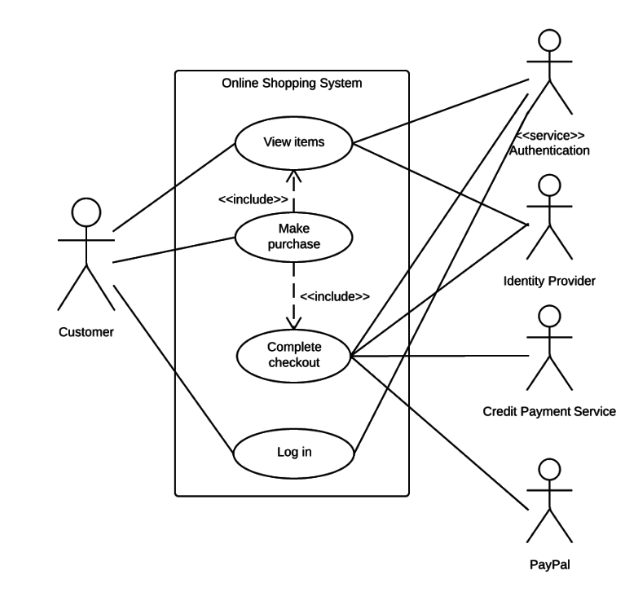 Online Shopping System
View items
<<include>>
Make
purchase
<<include>>
Complete
checkout
Log in
Customer
<<service>>
Authentication
Identity Provider
Credit Payment Service
PayPal